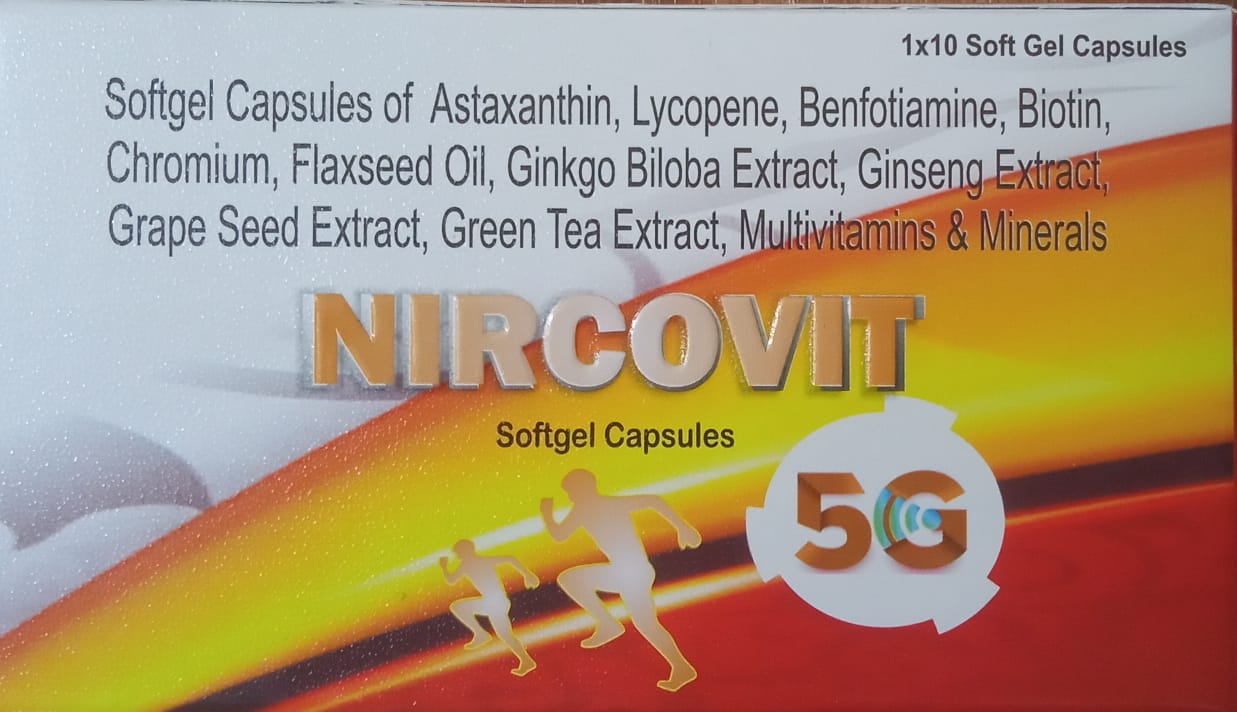 1x10 Soft Gel Capsules
Softgel Capsules of Astaxanthin, Lycopene, Benfotiamine, Biotin,
Chromium, Flaxseed Oil, Ginkgo Biloba Extract, Ginseng Extract,
Grape Seed Extract, Green Tea Extract, Multivitamins & Minerals
NIRCOVIT
Softgel Capsules
5G